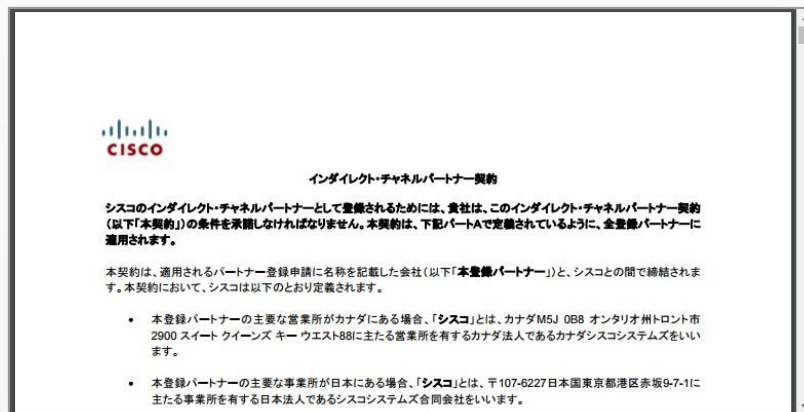 CISCO
インダイレクト・チャネルパートナー契約
シスコのインダイレクト・チャネルパートナーとして登録されるためには、貴社は、このインダイレクト・チャネルパートナー契約
(以下「本契約」)の条件を承諾しなければなりません。本契約は、下記パートAで定義されているように、全登録パートナーに
適用されます。
本契約は、適用されるパートナー登録申請に名称を記載した会社(以下「本登録パートナー」)と、シスコとの間で締結されま
す。本契約において、シスコは以下のとおり定義されます。
• 本登録パートナーの主要な営業所がカナダにある場合、「シスコ」とは、カナダM5J 0B8 オンタリオ州トロント市
2900 スイート クイーンズ キー ウエスト88に主たる営業所を有するカナダ法人であるカナダシスコシステムズをいい
ます。
• 本登録パートナーの主要な事業所が日本にある場合、「シスコ」とは、〒107-6227日本国東京都港区赤坂9-7-1に
主たる事業所を有する日本法人であるシスコシステムズ合同会社をいいます。